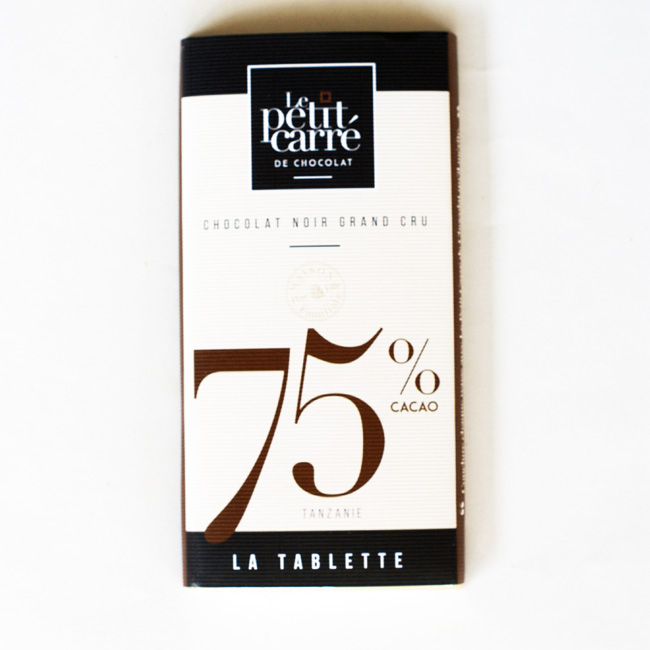 Le
petit
carré
DE CHOCOLAT
CHOCOLAT NOIR GRAND CRU
75%
CACAO
TANZANIE
LA TABLETTE